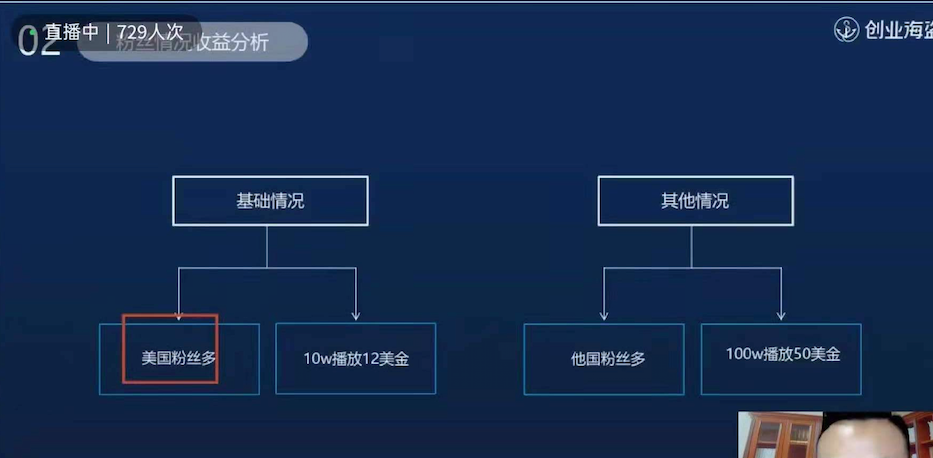 直播中 | 729人次
02
粉丝情况收益分析
创业海盗
基础情况
其他情况
美国粉丝多
10w播放12美金
他国粉丝多
100w播放50美金